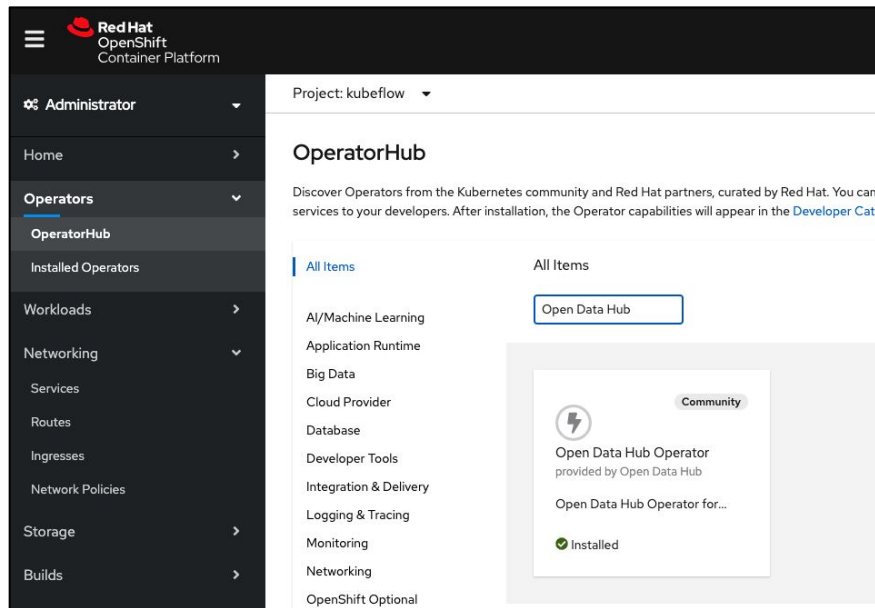 Red Hat
OpenShift
Container Platform
Administrator
Home
Operators
OperatorHub
Installed Operators
Workloads
Networking
Services
Routes
Ingresses
Network Policies
Storage
Builds
Project: kubeflow
OperatorHub
Discover Operators from the Kubernetes community and Red Hat partners, curated by Red Hat. You can
services to your developers. After installation, the Operator capabilities will appear in the Developer Cat
All Items
AI/Machine Learning
Application Runtime
Big Data
Cloud Provider
Database
Developer Tools
Integration & Delivery
Logging & Tracing
Monitoring
Networking
OpenShift Optional
All Items
Open Data Hub
Community
Open Data Hub Operator
provided by Open Data Hub
Open Data Hub Operator for...
Installed